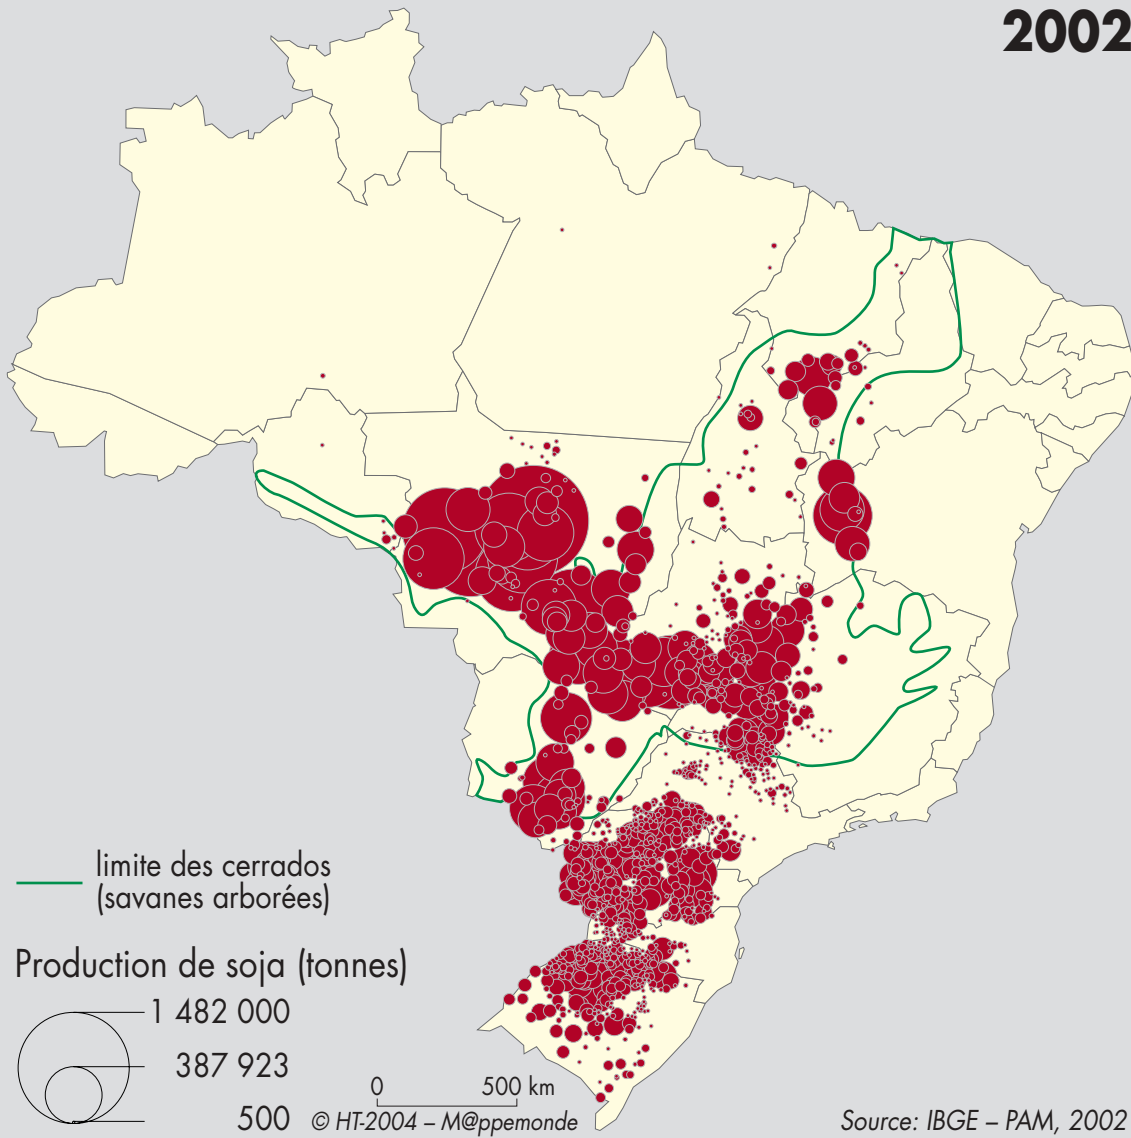 2002
limite des cerrados
(savanes arborées)
Production de soja (tonnes)
1 482 000
387 923
500
0 500 km
© HT-2004 – M@ppemonde
Source: IBGE – PAM, 2002